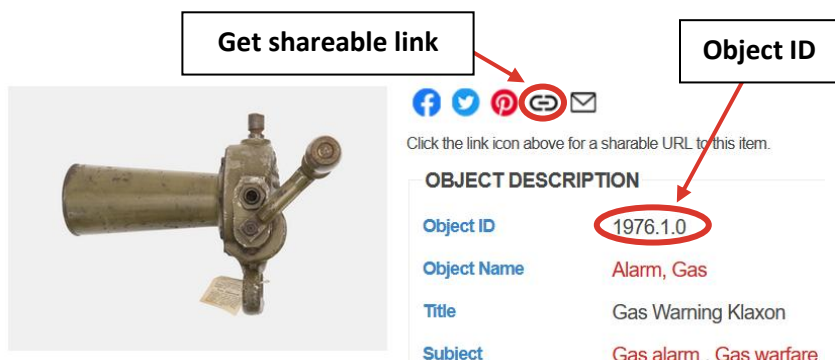 Get shareable link
Object ID
Click the link icon above for a sharable URL to this item.
OBJECT DESCRIPTION
Object ID 1976.1.0
Object Name Alarm, Gas
Title Gas Warning Klaxon
Subject Gas alarm , Gas warfare